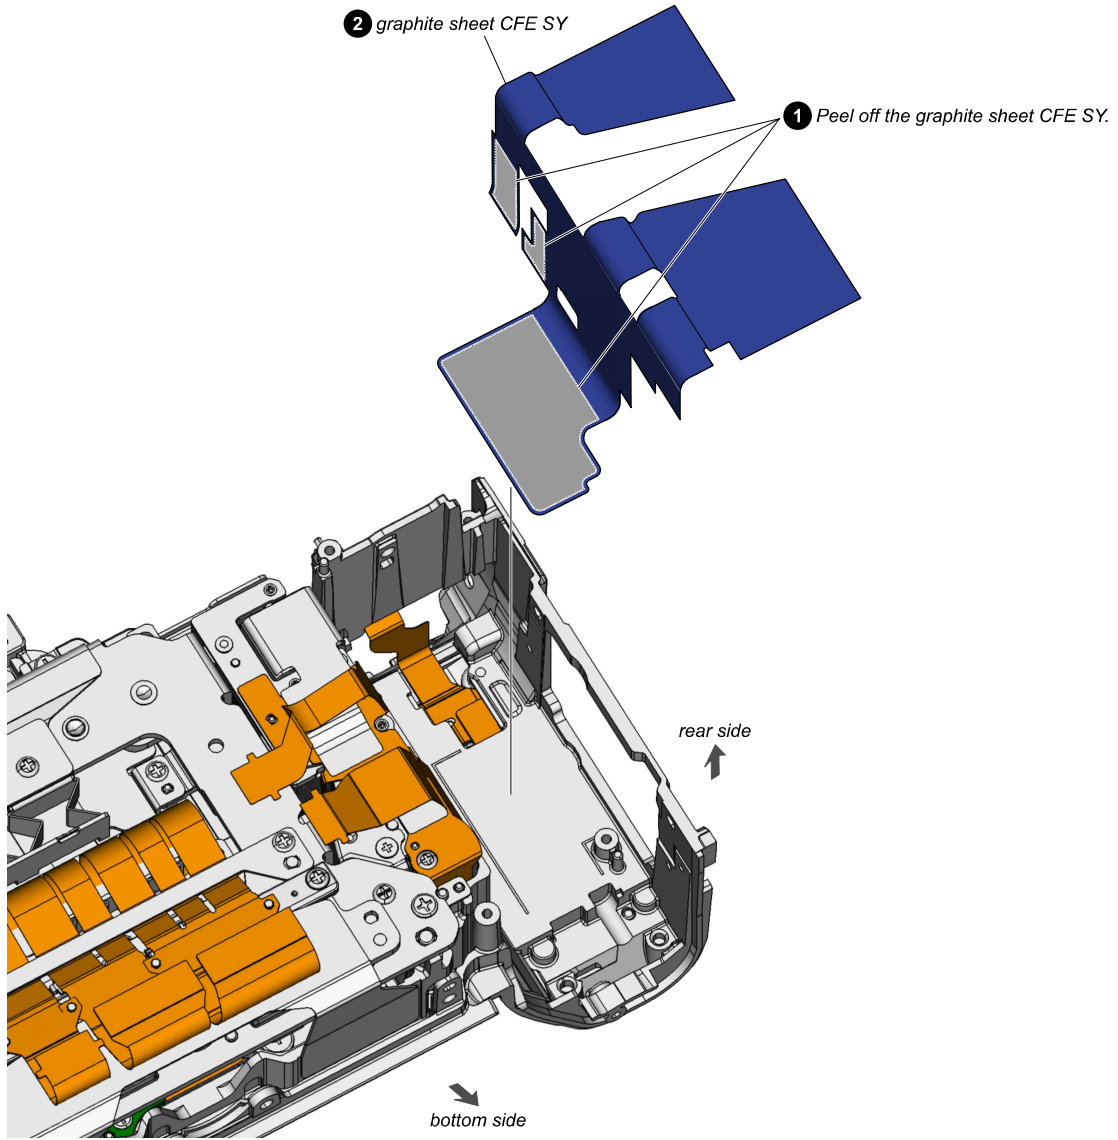 2 graphite sheet CFE SY
1 Peel off the graphite sheet CFE SY.
rear side
bottom side